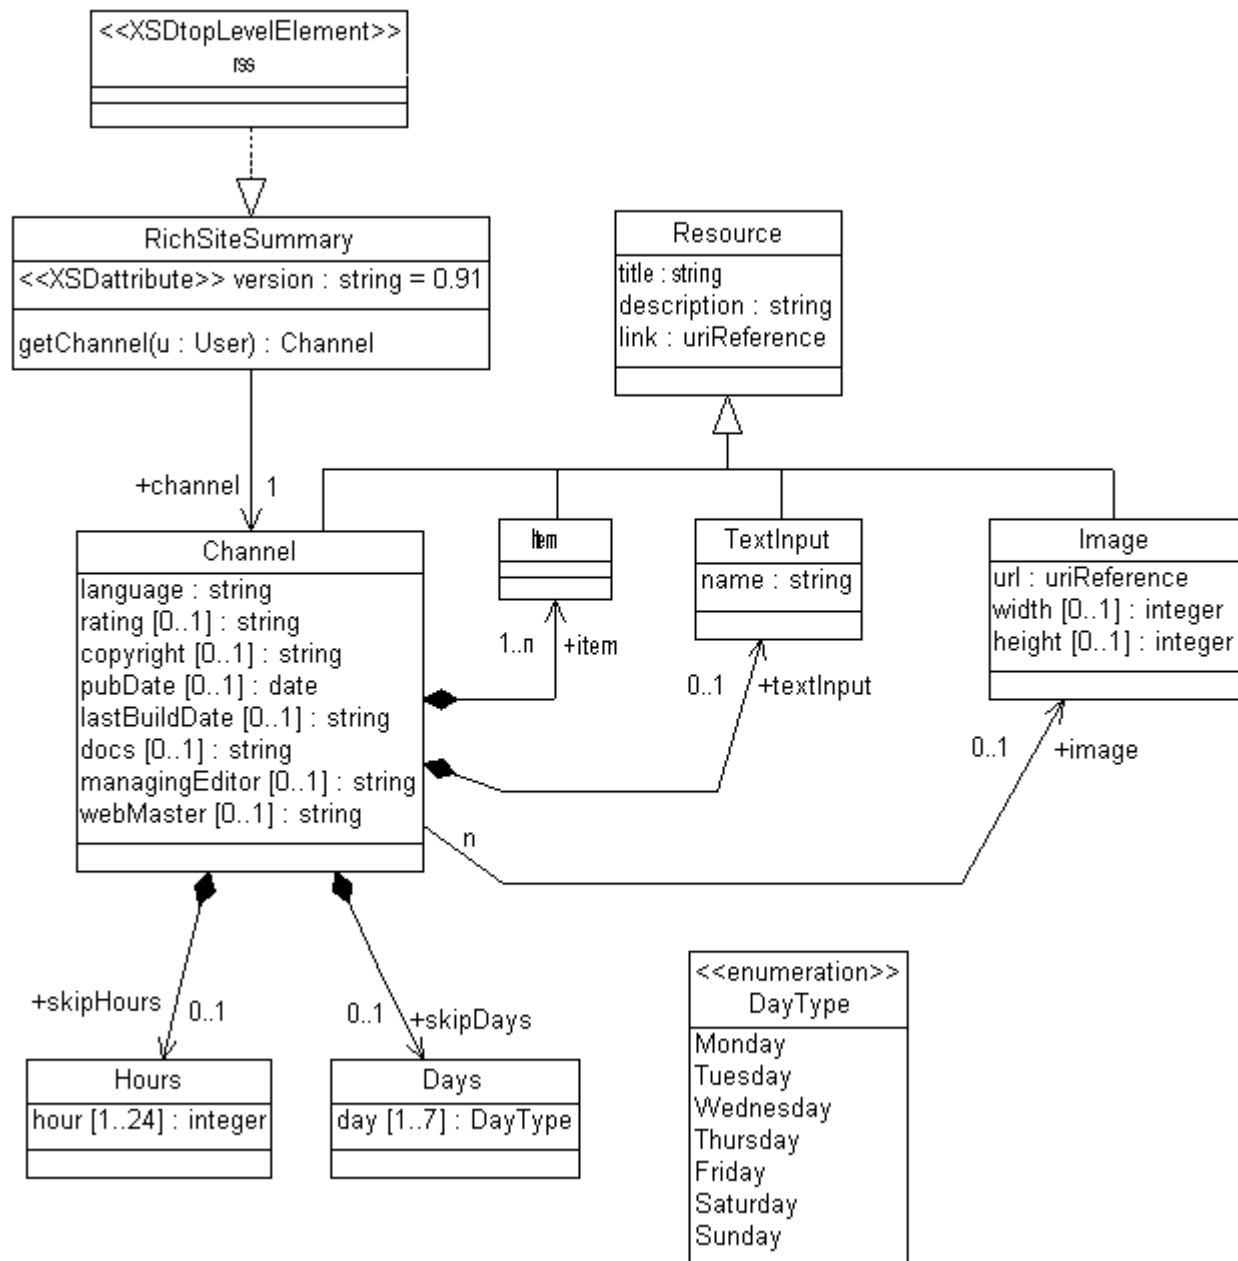 <<XSDtopLevelElement>>
rss
RichSiteSummary
<<XSDattribute>> version : string = 0.91
getChannel(u : User) : Channel
Resource
title : string
description : string
link : uriReference
+channel
1
Channel
language : string
rating [0..1] : string
copyright [0..1] : string
pubDate [0..1] : date
lastBuildDate [0..1] : string
docs [0..1] : string
managingEditor [0..1] : string
webMaster [0..1] : string
Item
1..n
+item
TextInput
name : string
0..1
+textInput
Image
url : uriReference
width [0..1] : integer
height [0..1] : integer
0..1
+image
n
+skipHours
0..1
0..1
+skipDays
Hours
hour [1..24] : integer
Days
day [1..7] : DayType
<<enumeration>>
DayType
Monday
Tuesday
Wednesday
Thursday
Friday
Saturday
Sunday